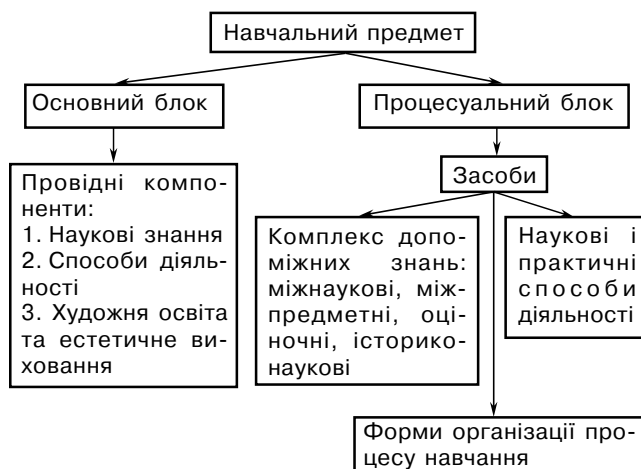 Навчальний предмет
Основний блок
Процесуальний блок
Засоби
Провідні компо-
ненти:
1. Наукові знання
2. Способи діяль-
ності
3. Художня освіта
та естетичне ви-
ховання
Комплекс допо-
міжних знань:
міжнаукові, між-
предметні, оці-
ночні, історико-
наукові
Наукові і
практичні
способи
діяльності
Форми організації про-
цесу навчання